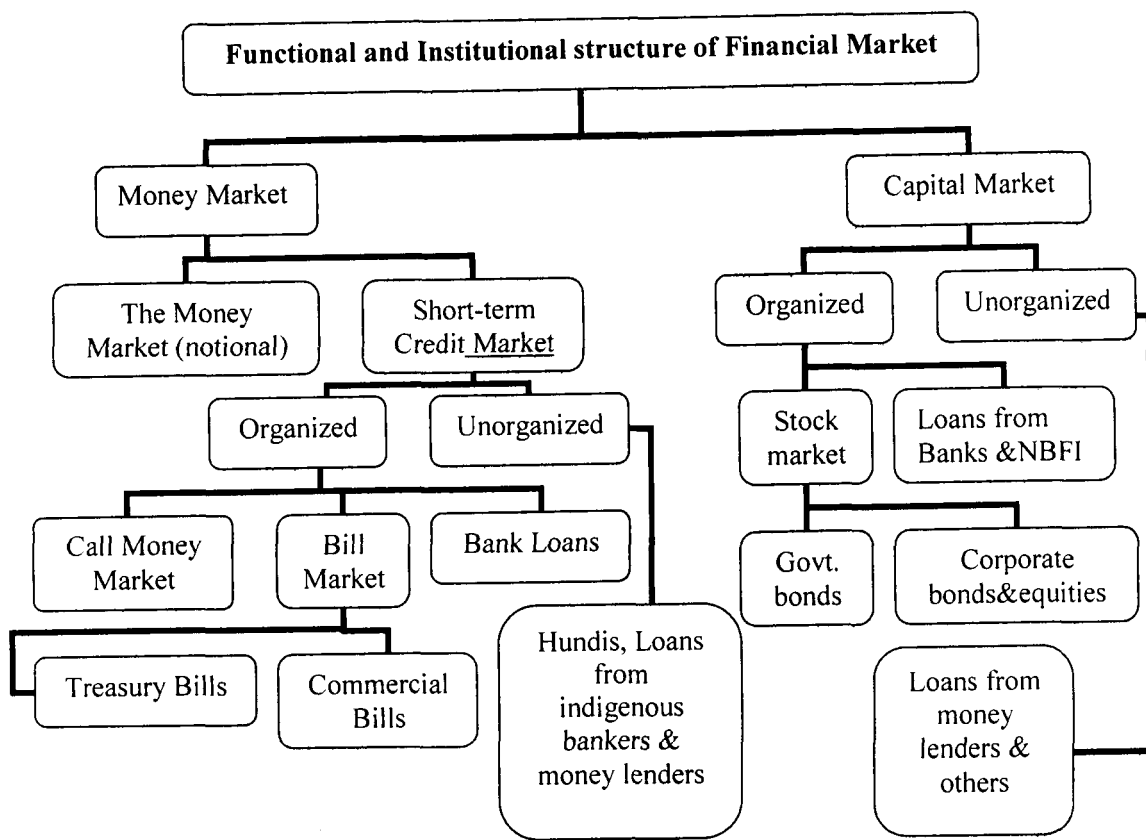 Functional and Institutional structure of Financial Market
Money Market
Capital Market
The Money
Market (notional)
Short-term
Credit Market
Organized
Unorganized
Organized
Unorganized
Stock
market
Loans from
Banks &NBFI
Call Money
Market
Bill
Market
Bank Loans
Govt.
bonds
Corporate
bonds&equities
Treasury Bills
Commercial
Bills
Hundis, Loans
from
indigenous
bankers &
money lenders
Loans from
money
lenders &
others